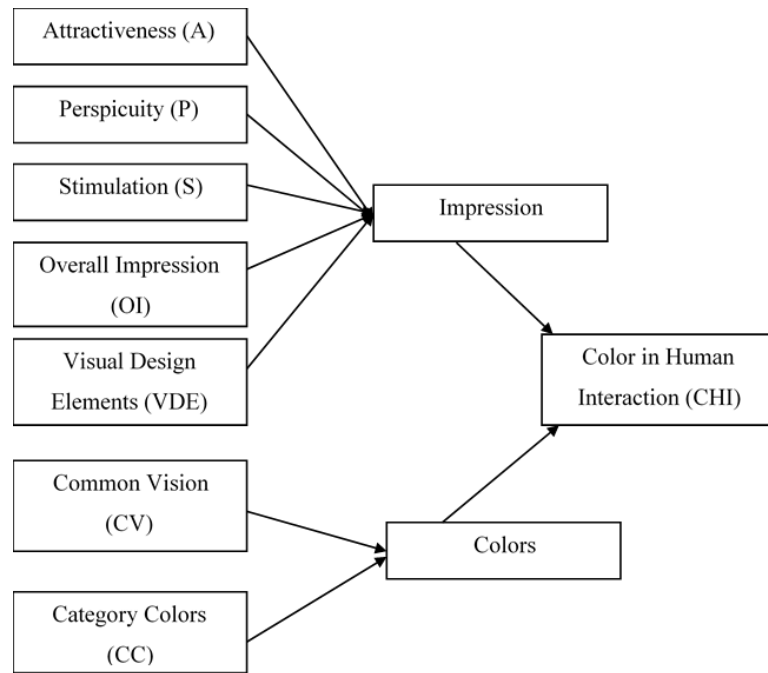 Attractiveness (A)
Perspicuity (P)
Stimulation (S)
Overall Impression
(OI)
Visual Design
Elements (VDE)
Common Vision
(CV)
Category Colors
(CC)
Impression
Colors
Color in Human
Interaction (CHI)